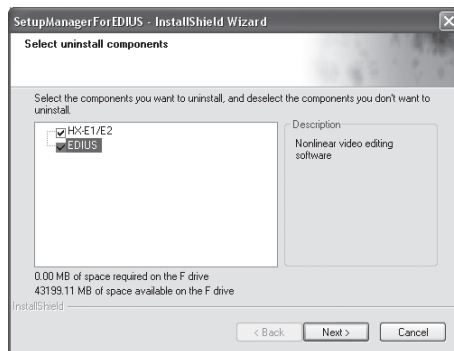 SetupManagerForEDIUS - InstallShield Wizard
Select uninstall components
Select the components you want to uninstall, and deselect the components you don't want to
uninstall.
HX-E1/E2
EDIUS
Description
Nonlinear video editing
software
0.00 MB of space required on the F drive
43199.11 MB of space available on the F drive
InstallShield
< Back
Next >
Cancel